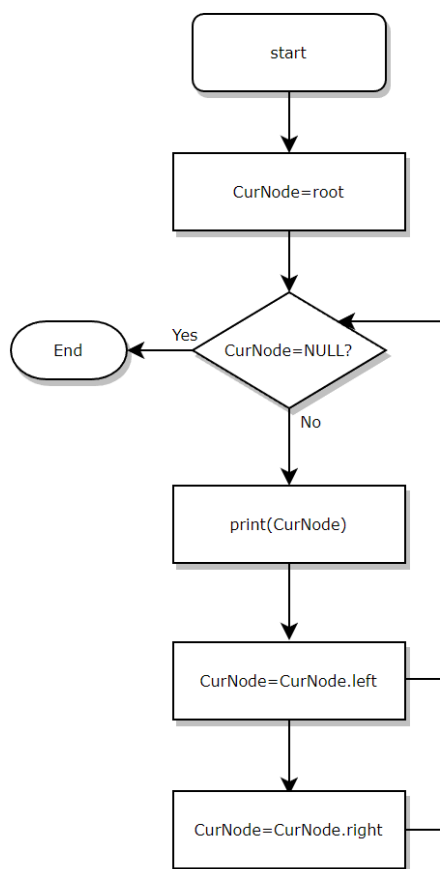 start
CurNode=root
CurNode=NULL?
Yes
End
No
print(CurNode)
CurNode=CurNode.left
CurNode=CurNode.right